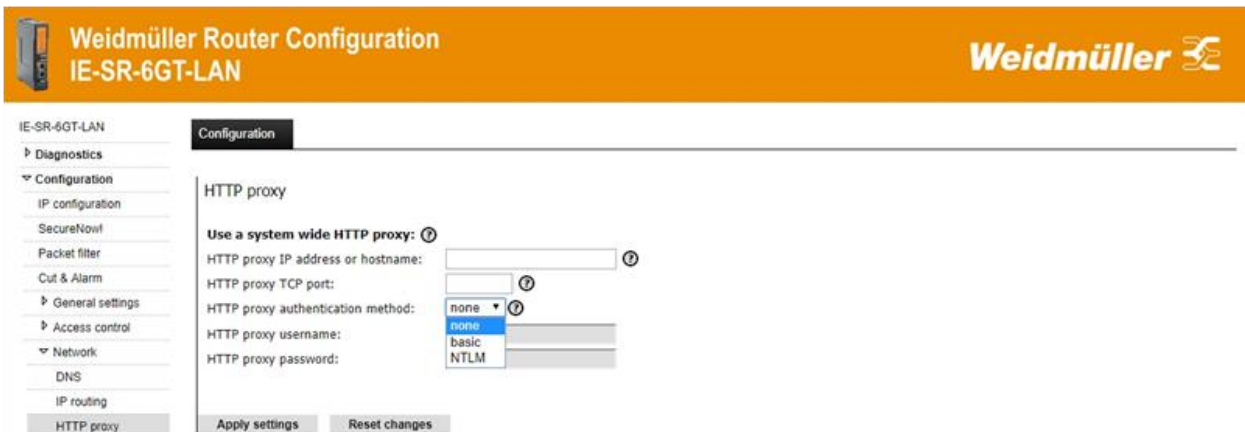 Weidmüller Router Configuration
IE-SR-6GT-LAN
Weidmüller
IE-SR-6GT-LAN
Diagnostics
Configuration
IP configuration
SecureNow!
Packet filter
Cut & Alarm
General settings
Access control
Network
DNS
IP routing
HTTP proxy
Configuration
HTTP proxy
Use a system wide HTTP proxy: ?
HTTP proxy IP address or hostname: ?
HTTP proxy TCP port: ?
HTTP proxy authentication method: none ?
none
basic
NTLM
HTTP proxy username:
HTTP proxy password:
Apply settings Reset changes